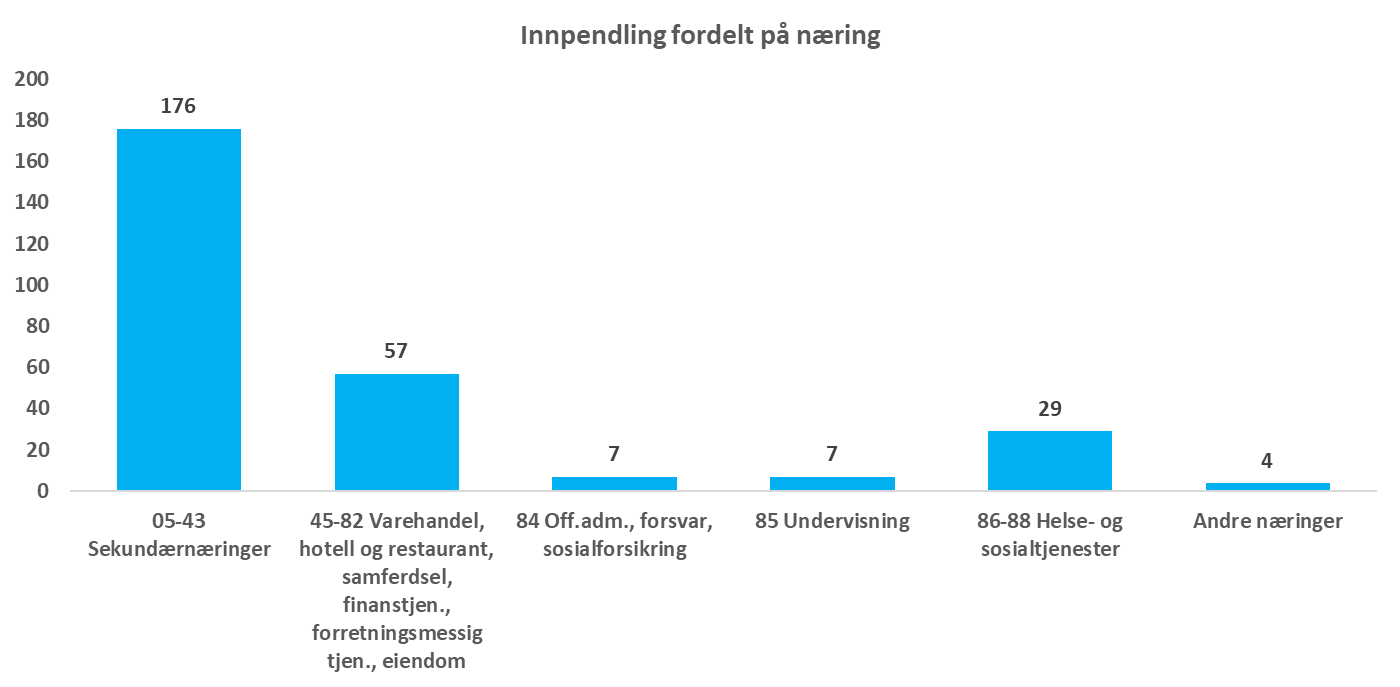 Innpendling fordelt på næring
200
180
160
140
120
100
80
60
40
20
0
176
57
7
7
29
4
05-43
Sekundærnæringer
45-82 Varehandel,
hotell og restaurant,
samferdsel,
finanstjen.,
forretningsmessig
tjen., eiendom
84 Off.adm., forsvar,
sosialforsikring
85 Undervisning
86-88 Helse- og
sosialtjenester
Andre næringer